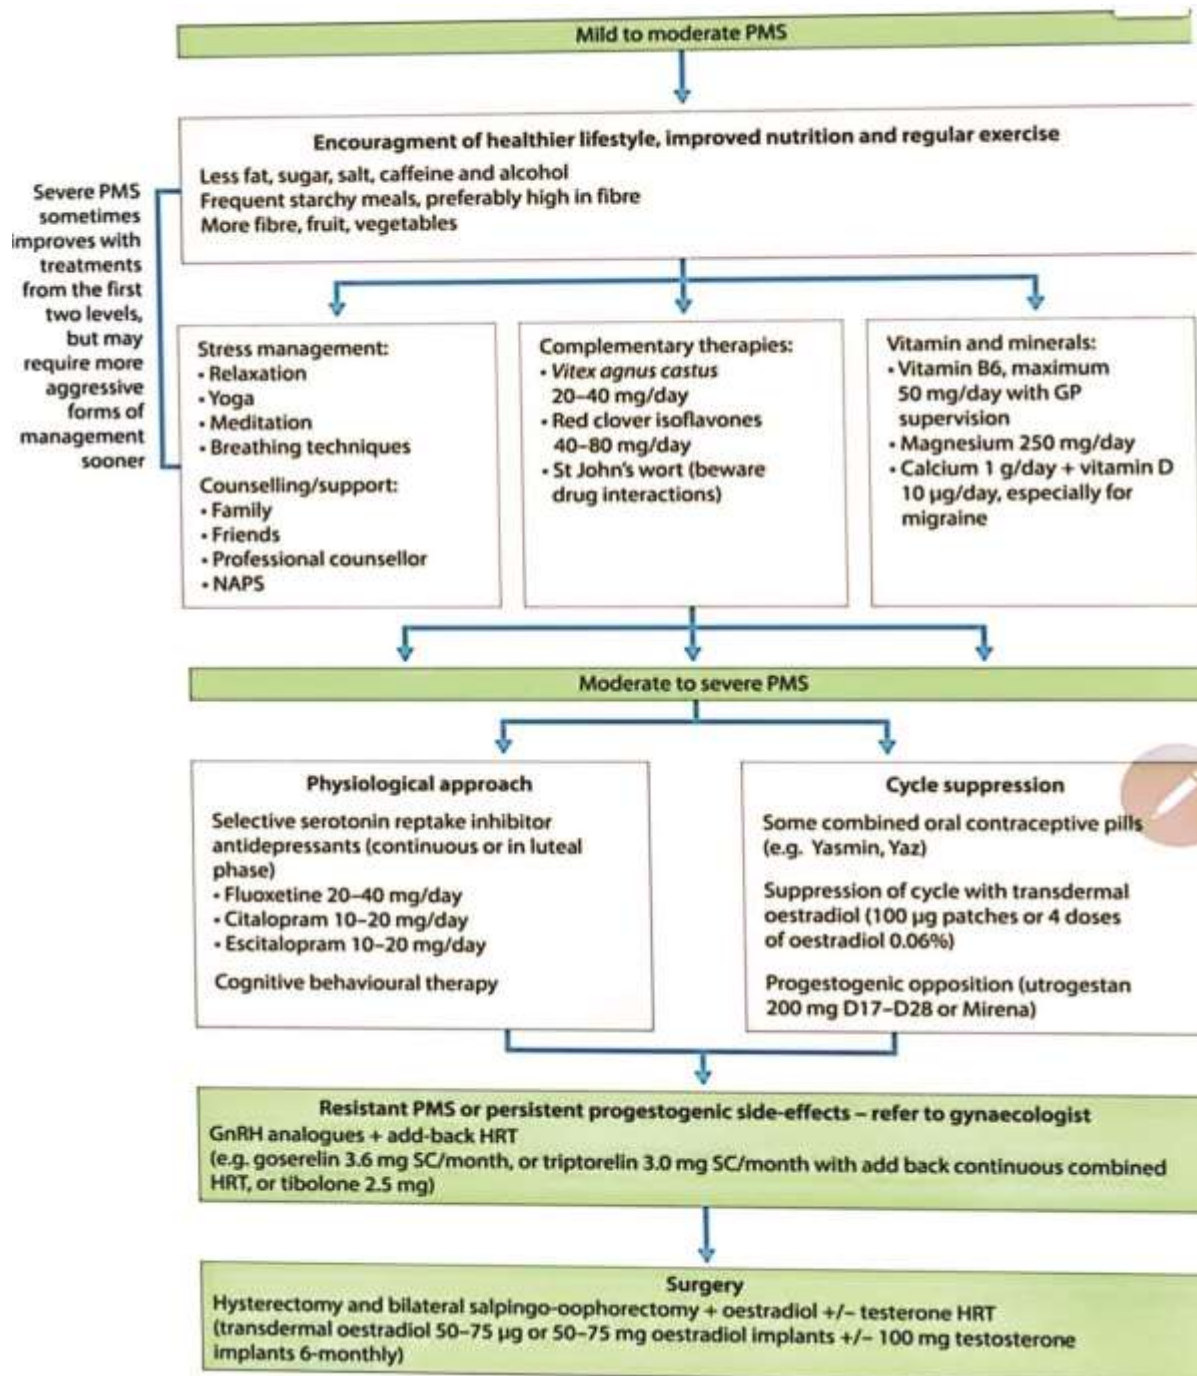 Mild to moderate PMS
Encouragment of healthier lifestyle, improved nutrition and regular exercise
Less fat, sugar, salt, caffeine and alcohol
Frequent starchy meals, preferably high in fibre
More fibre, fruit, vegetables
Severe PMS
sometimes
improves with
treatments
from the first
two levels,
but may
require more
aggressive
forms of
management
sooner
Stress management:
• Relaxation
• Yoga
• Meditation
• Breathing techniques
Counselling/support:
• Family
• Friends
• Professional counsellor
• NAPS
Complementary therapies:
• Vitex agnus castus
20–40 mg/day
• Red clover isoflavones
40–80 mg/day
• St John's wort (beware
drug interactions)
Vitamin and minerals:
• Vitamin B6, maximum
50 mg/day with GP
supervision
• Magnesium 250 mg/day
• Calcium 1 g/day + vitamin D
10 µg/day, especially for
migraine
Moderate to severe PMS
Physiological approach
Selective serotonin reptake inhibitor
antidepressants (continuous or in luteal
phase)
• Fluoxetine 20–40 mg/day
• Citalopram 10–20 mg/day
• Escitalopram 10–20 mg/day
Cognitive behavioural therapy
Cycle suppression
Some combined oral contraceptive pills
(e.g. Yasmin, Yaz)
Suppression of cycle with transdermal
oestradiol (100 µg patches or 4 doses
of oestradiol 0.06%)
Progestogenic opposition (utrogestan
200 mg D17–D28 or Mirena)
Resistant PMS or persistent progestogenic side-effects – refer to gynaecologist
GnRH analogues + add-back HRT
(e.g. goserelin 3.6 mg SC/month, or triptorelin 3.0 mg SC/month with add back continuous combined
HRT, or tibolone 2.5 mg)
Surgery
Hysterectomy and bilateral salpingo-oophorectomy + oestradiol +/– testerone HRT
(transdermal oestradiol 50–75 µg or 50–75 mg oestradiol implants +/– 100 mg testosterone
implants 6-monthly)